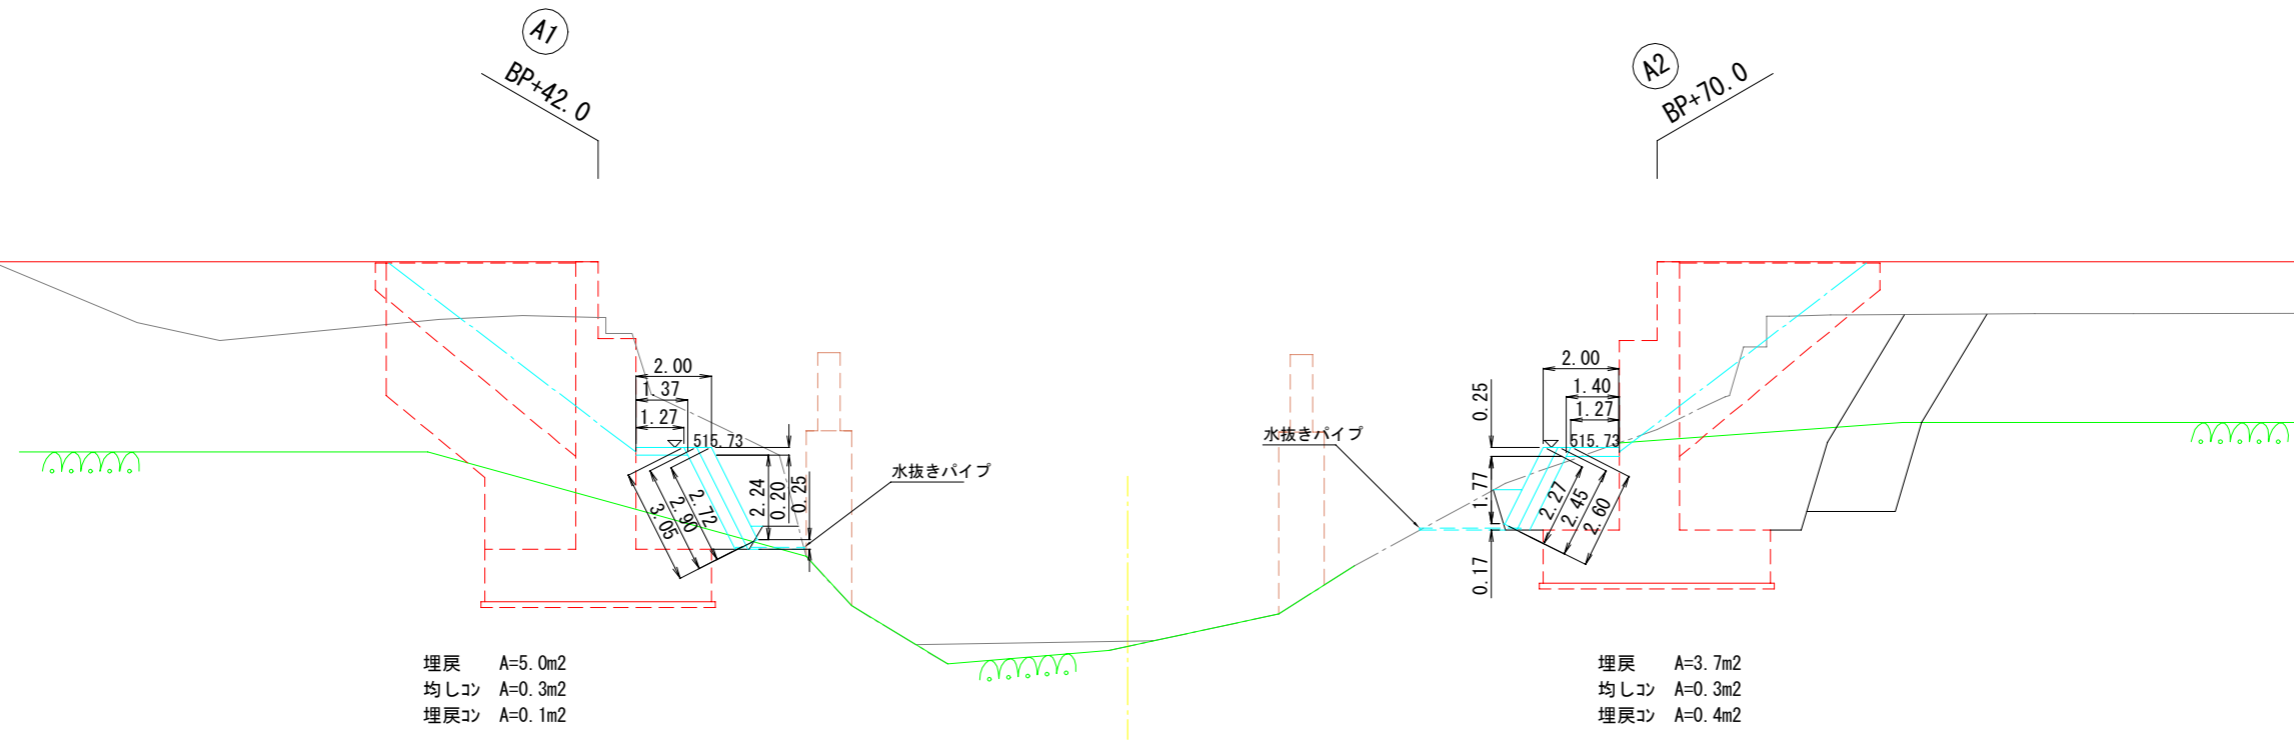 A1
BP+42.0
A2
BP+70.0
2.00
1.37
1.27
515.73
2.24
0.20
0.25
2.72
2.90
3.05
水抜きパイプ
水抜きパイプ
2.00
1.40
1.27
515.73
0.25
1.77
0.17
2.27
2.45
2.60
埋戻 A=5.0m2
均しコン A=0.3m2
埋戻コン A=0.1m2
埋戻 A=3.7m2
均しコン A=0.3m2
埋戻コン A=0.4m2